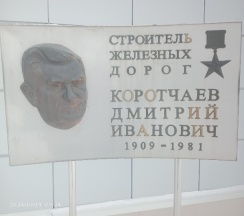 СТРОИТЕЛЬ
ЖЕЛЕЗНЫХ
ДОРОГ
КОРОТЧАЕВ
ДМИТРИЙ
ИВАНОВИЧ
1909-1981